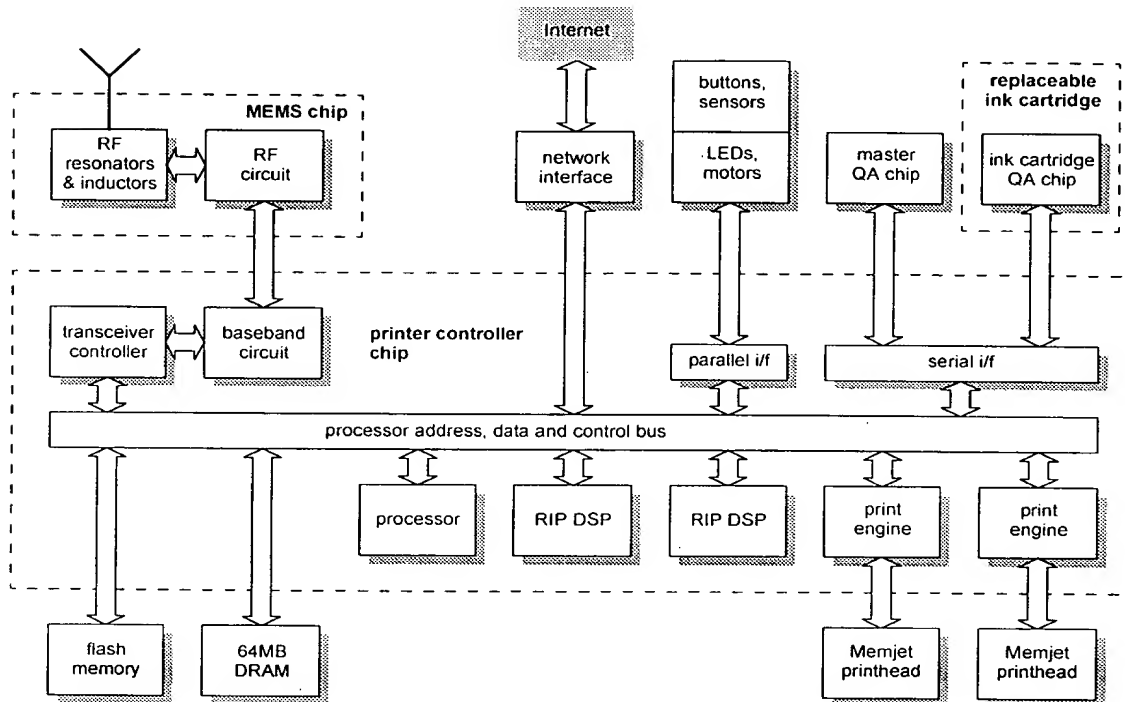 Internet
MEMS chip
RF
resonators
& inductors
RF
circuit
network
interface
buttons,
sensors
LEDs,
motors
master
QA chip
replaceable
ink cartridge
ink cartridge
QA chip
transceiver
controller
baseband
circuit
printer controller
chip
parallel i/f
serial i/f
processor address, data and control bus
processor
RIP DSP
RIP DSP
print
engine
print
engine
flash
memory
64MB
DRAM
Memjet
printhead
Memjet
printhead